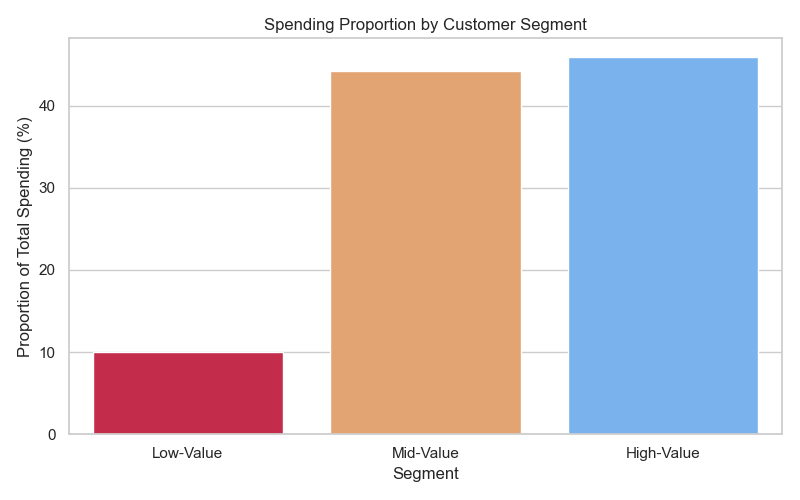 Spending Proportion by Customer Segment
Proportion of Total Spending (%)
40
30
20
10
0
Low-Value
Mid-Value
High-Value
Segment